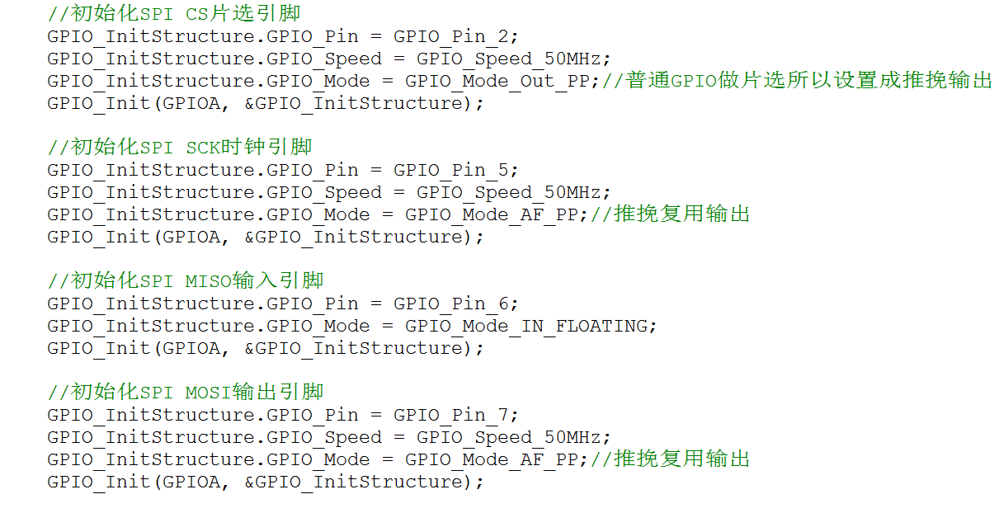 //初始化SPI CS片选引脚
GPIO_InitStructure.GPIO_Pin = GPIO_Pin_2;
GPIO_InitStructure.GPIO_Speed = GPIO_Speed_50MHz;
GPIO_InitStructure.GPIO_Mode = GPIO_Mode_Out_PP;//普通GPIO做片选所以设置成推挽输出
GPIO_Init(GPIOA, &GPIO_InitStructure);
//初始化SPI SCK时钟引脚
GPIO_InitStructure.GPIO_Pin = GPIO_Pin_5;
GPIO_InitStructure.GPIO_Speed = GPIO_Speed_50MHz;
GPIO_InitStructure.GPIO_Mode = GPIO_Mode_AF_PP;//推挽复用输出
GPIO_Init(GPIOA, &GPIO_InitStructure);
//初始化SPI MISO输入引脚
GPIO_InitStructure.GPIO_Pin = GPIO_Pin_6;
GPIO_InitStructure.GPIO_Mode = GPIO_Mode_IN_FLOATING;
GPIO_Init(GPIOA, &GPIO_InitStructure);
//初始化SPI MOSI输出引脚
GPIO_InitStructure.GPIO_Pin = GPIO_Pin_7;
GPIO_InitStructure.GPIO_Speed = GPIO_Speed_50MHz;
GPIO_InitStructure.GPIO_Mode = GPIO_Mode_AF_PP;//推挽复用输出
GPIO_Init(GPIOA, &GPIO_InitStructure);